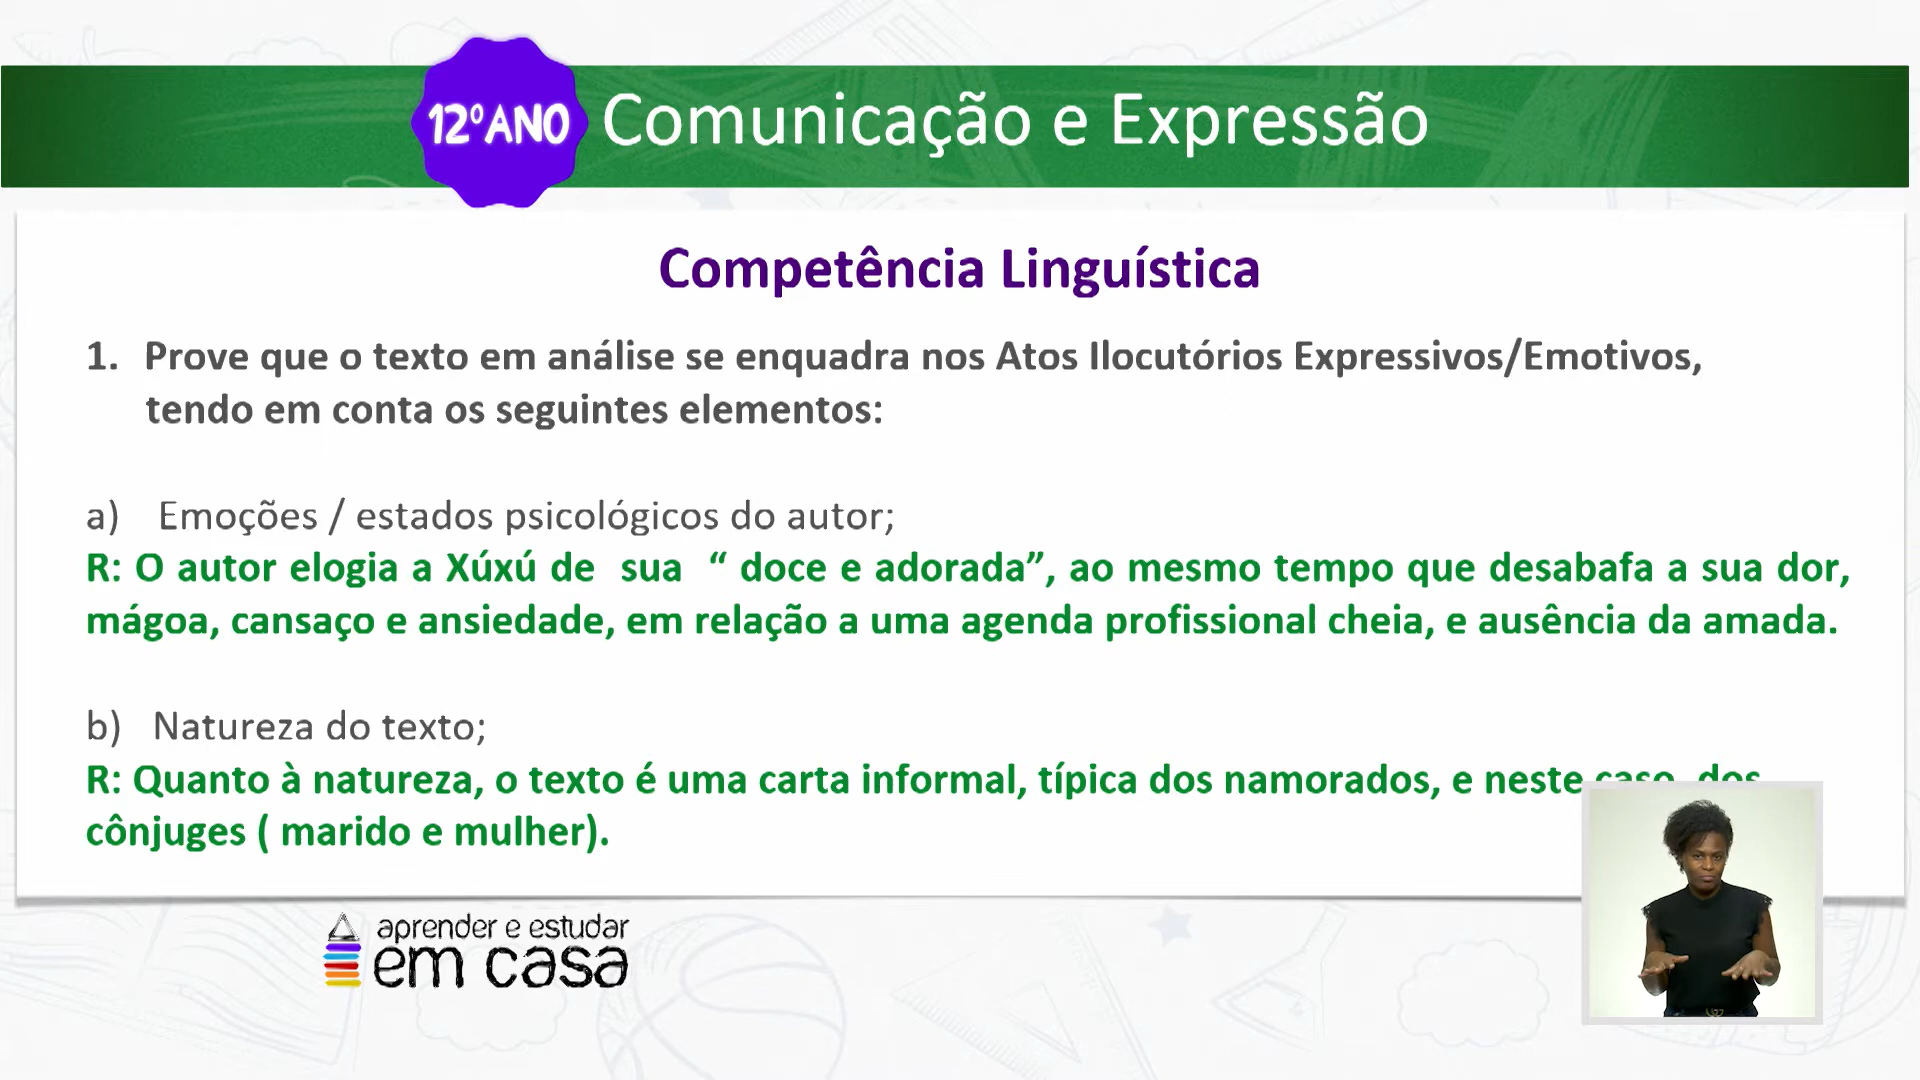 12ºANO Comunicação e Expressão
Competência Linguística
1. Prove que o texto em análise se enquadra nos Atos Ilocutórios Expressivos/Emotivos,
tendo em conta os seguintes elementos:
a) Emoções / estados psicológicos do autor;
R: O autor elogia a Xúxú de sua “ doce e adorada”, ao mesmo tempo que desabafa a sua dor,
mágoa, cansaço e ansiedade, em relação a uma agenda profissional cheia, e ausência da amada.
b) Natureza do texto;
R: Quanto à natureza, o texto é uma carta informal, típica dos namorados, e neste caso dos
cônjuges ( marido e mulher).
aprender e estudar
em casa